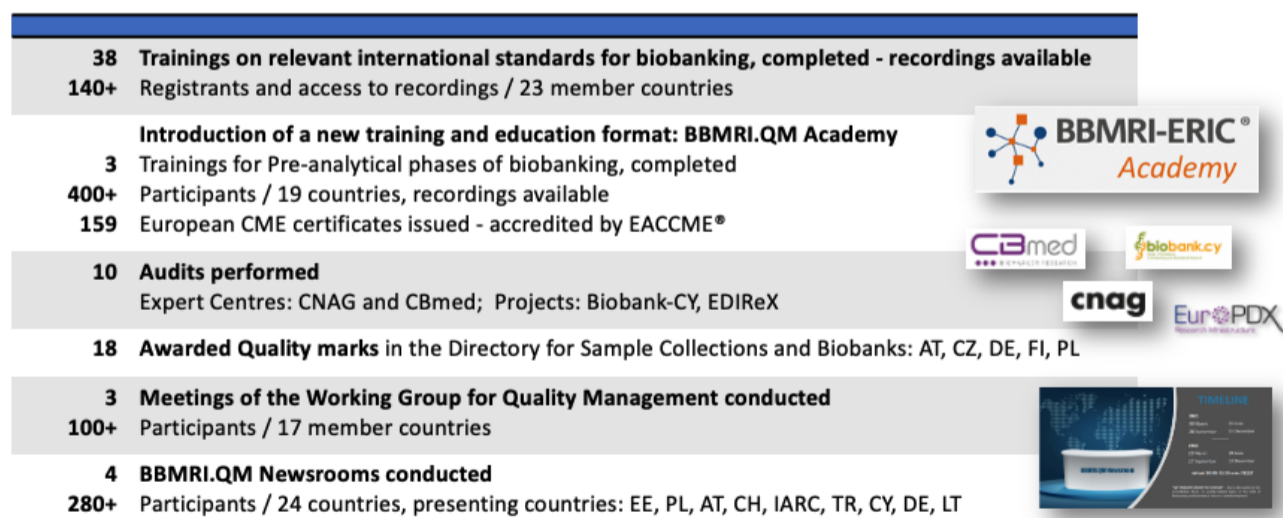 38 Trainings on relevant international standards for biobanking, completed - recordings available
140+ Registrants and access to recordings / 23 member countries
Introduction of a new training and education format: BBMRI.QM Academy
3 Trainings for Pre-analytical phases of biobanking, completed
400+ Participants / 19 countries, recordings available
159 European CME certificates issued - accredited by EACCME®
BBMRI-ERIC®
Academy
10 Audits performed
Expert Centres: CNAG and CBmed; Projects: Biobank-CY, EDIReX
CBmed
biobank.cy
cnag
EurOPDX
18 Awarded Quality marks in the Directory for Sample Collections and Biobanks: AT, CZ, DE, FI, PL
3 Meetings of the Working Group for Quality Management conducted
100+ Participants / 17 member countries
TIMELINE
4 BBMRI.QM Newsrooms conducted
280+ Participants / 24 countries, presenting countries: EE, PL, AT, CH, IARC, TR, CY, DE, LT